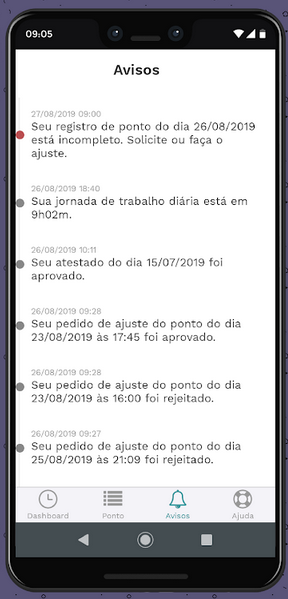 09:05
Avisos
27/08/2019 09:00
Seu registro de ponto do dia 26/08/2019
está incompleto. Solicite ou faça o
ajuste.
26/08/2019 18:40
Sua jornada de trabalho diária está em
9h02m.
26/08/2019 10:11
Seu atestado do dia 15/07/2019 foi
aprovado.
26/08/2019 09:28
Seu pedido de ajuste do ponto do dia
23/08/2019 às 17:45 foi aprovado.
26/08/2019 09:28
Seu pedido de ajuste do ponto do dia
23/08/2019 às 16:00 foi rejeitado.
26/08/2019 09:27
Seu pedido de ajuste do ponto do dia
25/08/2019 às 21:09 foi rejeitado.
Dashboard Ponto Avisos Ajuda